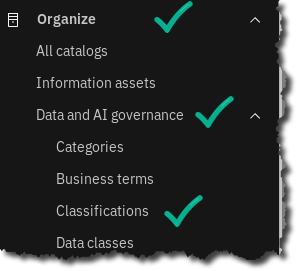 Organize
All catalogs
Information assets
Data and AI governance
Categories
Business terms
Classifications
Data classes